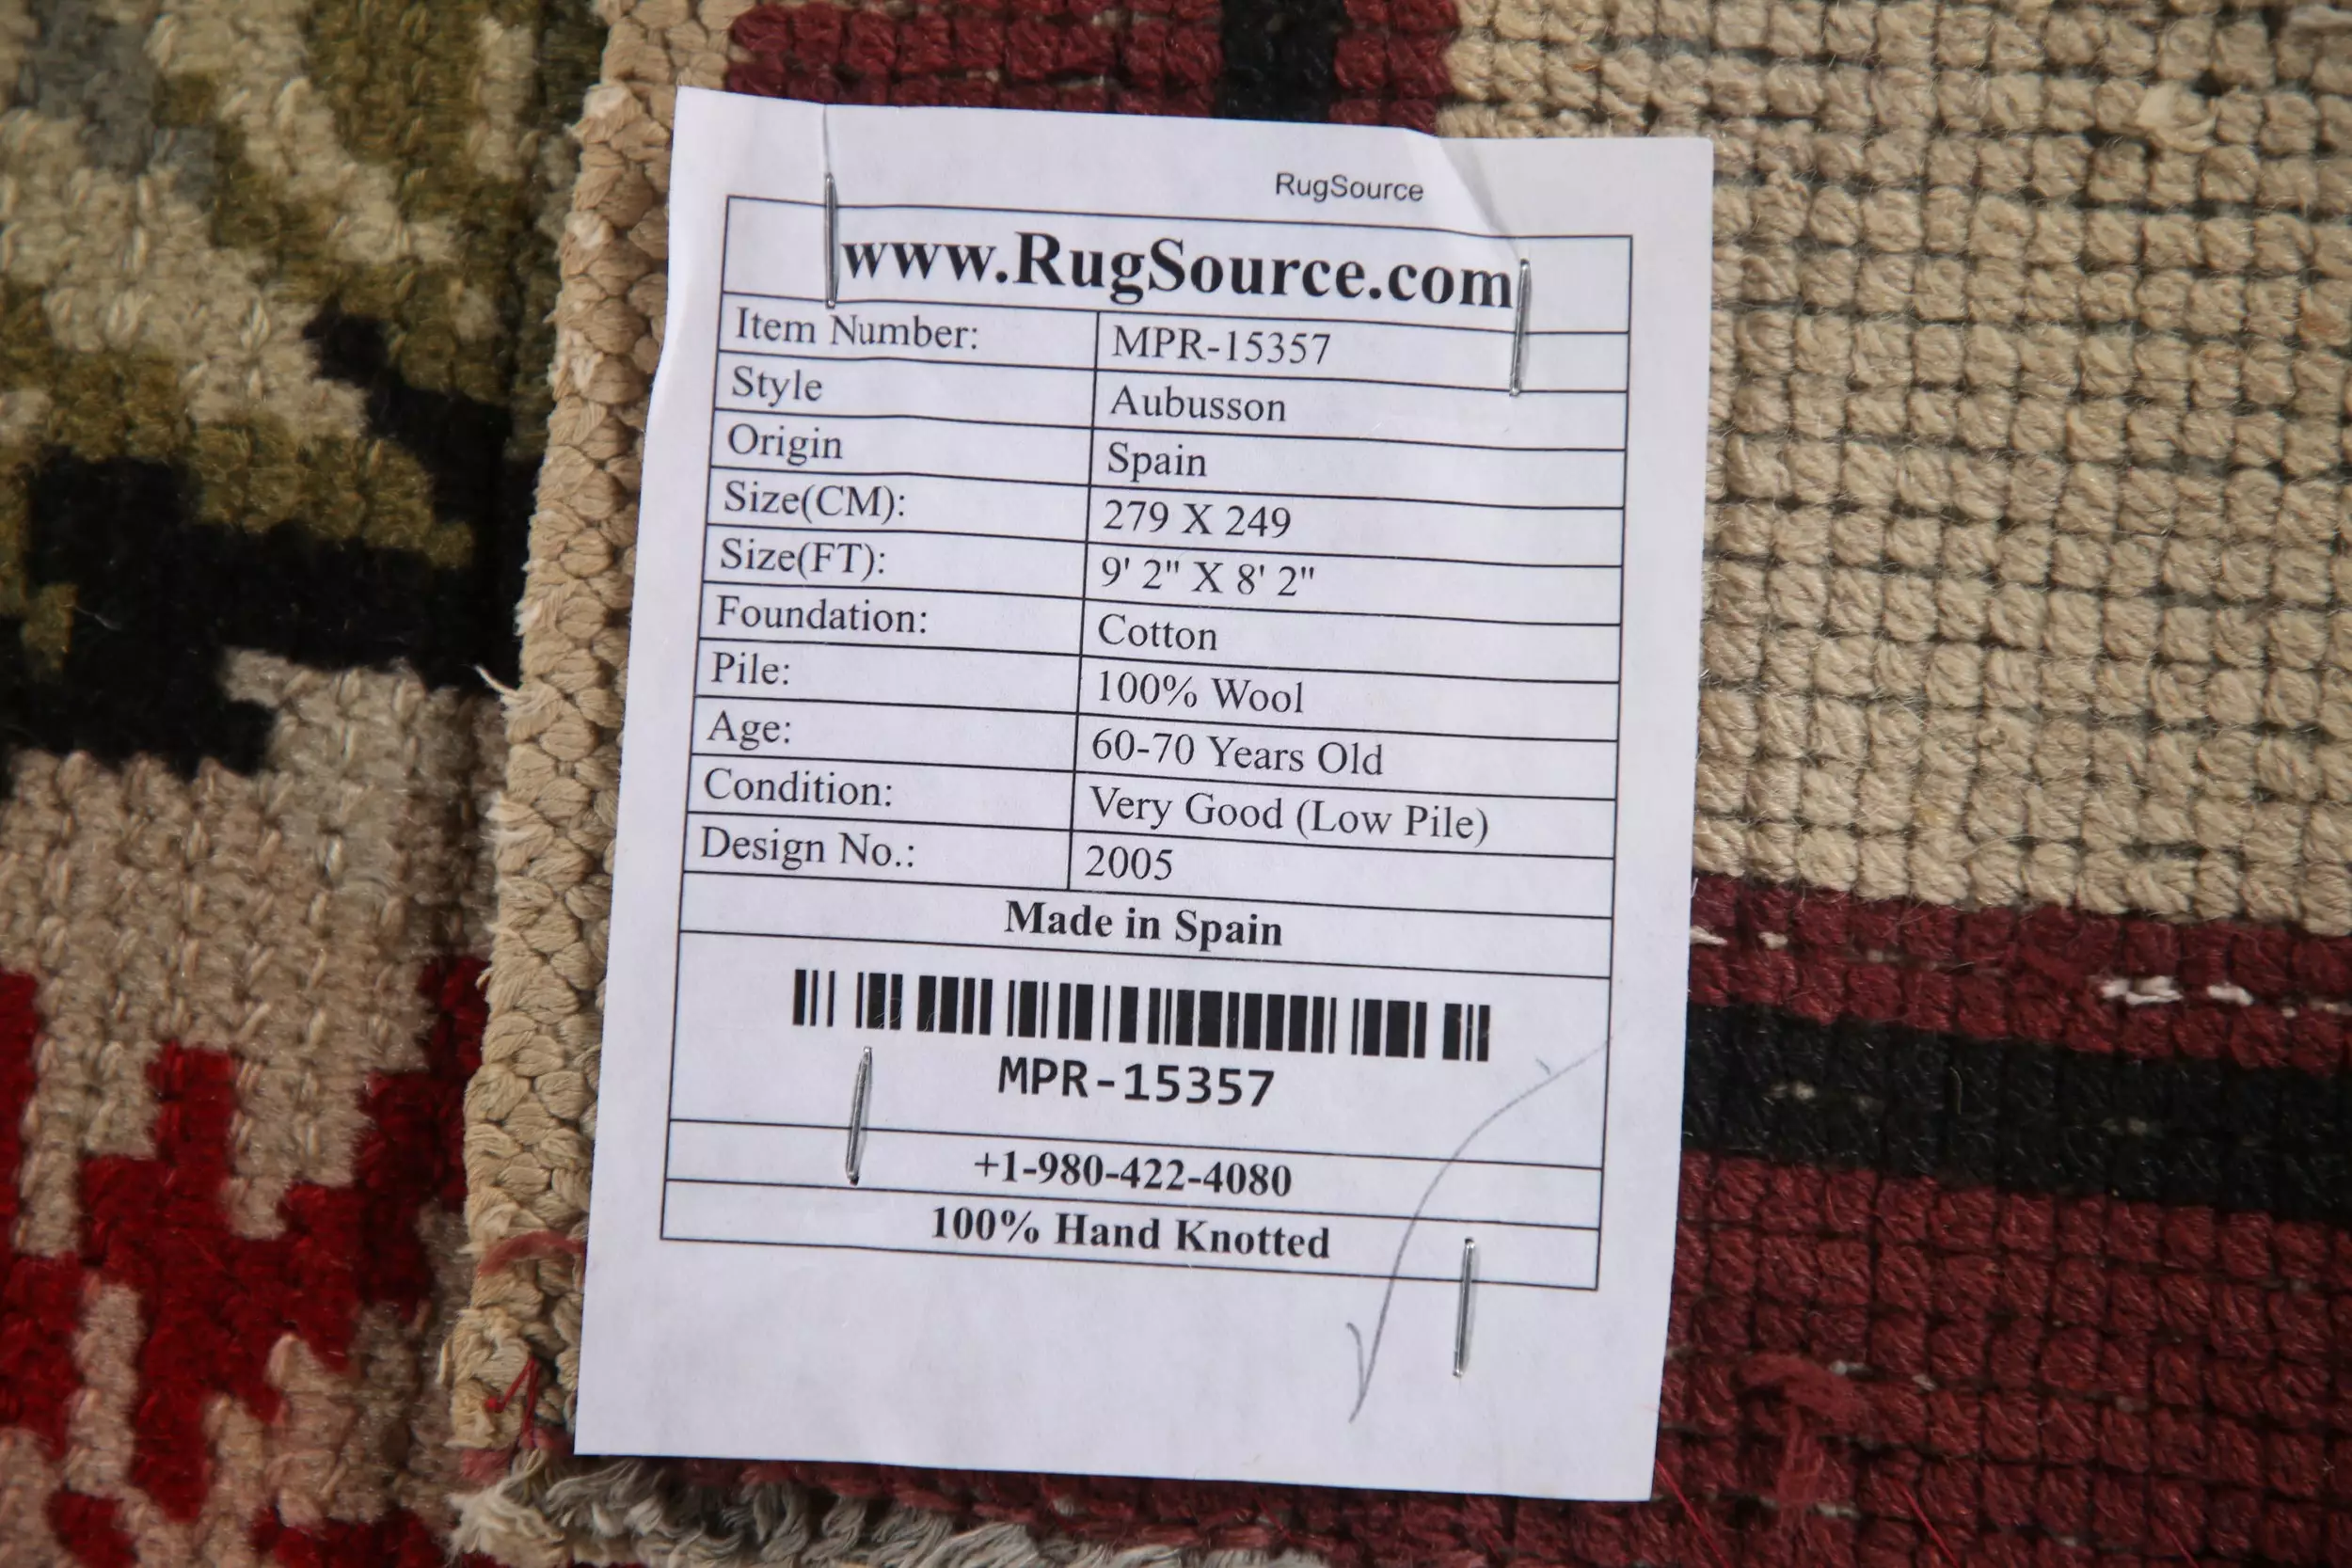 RugSource
www.RugSource.com
Item Number: MPR-15357
Style Aubusson
Origin Spain
Size(CM): 279 X 249
Size(FT): 9' 2" X 8' 2"
Foundation: Cotton
Pile: 100% Wool
Age: 60-70 Years Old
Condition: Very Good (Low Pile)
Design No.: 2005
Made in Spain
MPR-15357
+1-980-422-4080
100% Hand Knotted